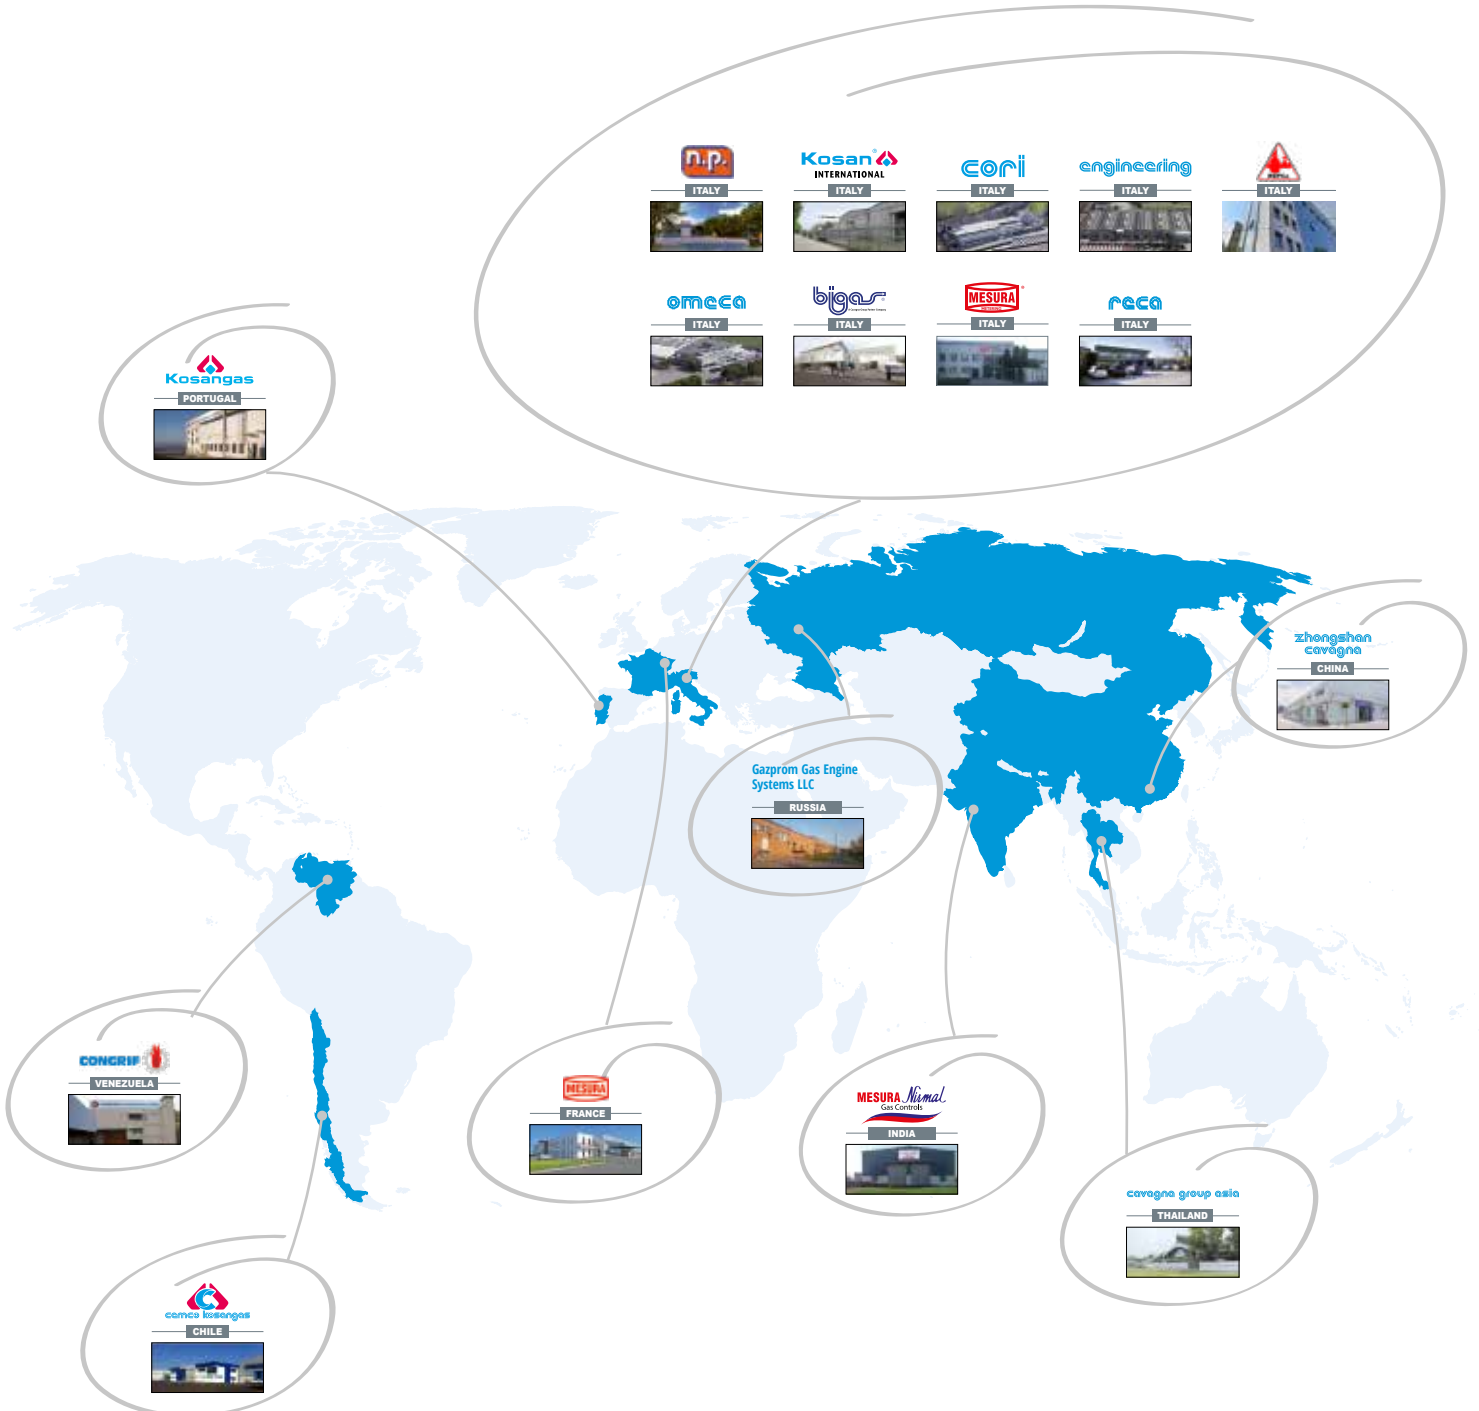 n.p.
ITALY
Kosan®
INTERNATIONAL
ITALY
cori
ITALY
engineering
ITALY
ITALY
omeca
ITALY
bigas®
ITALY
MESURA®
ITALY
reca
ITALY
Kosangas
PORTUGAL
zhongshan
cavagna
CHINA
Gazprom Gas Engine
Systems LLC
RUSSIA
CONGRIF
VENEZUELA
MESURA
FRANCE
MESURA Nirmal
Gas Controls
INDIA
cavagna group asia
THAILAND
cemco kosangas
CHILE